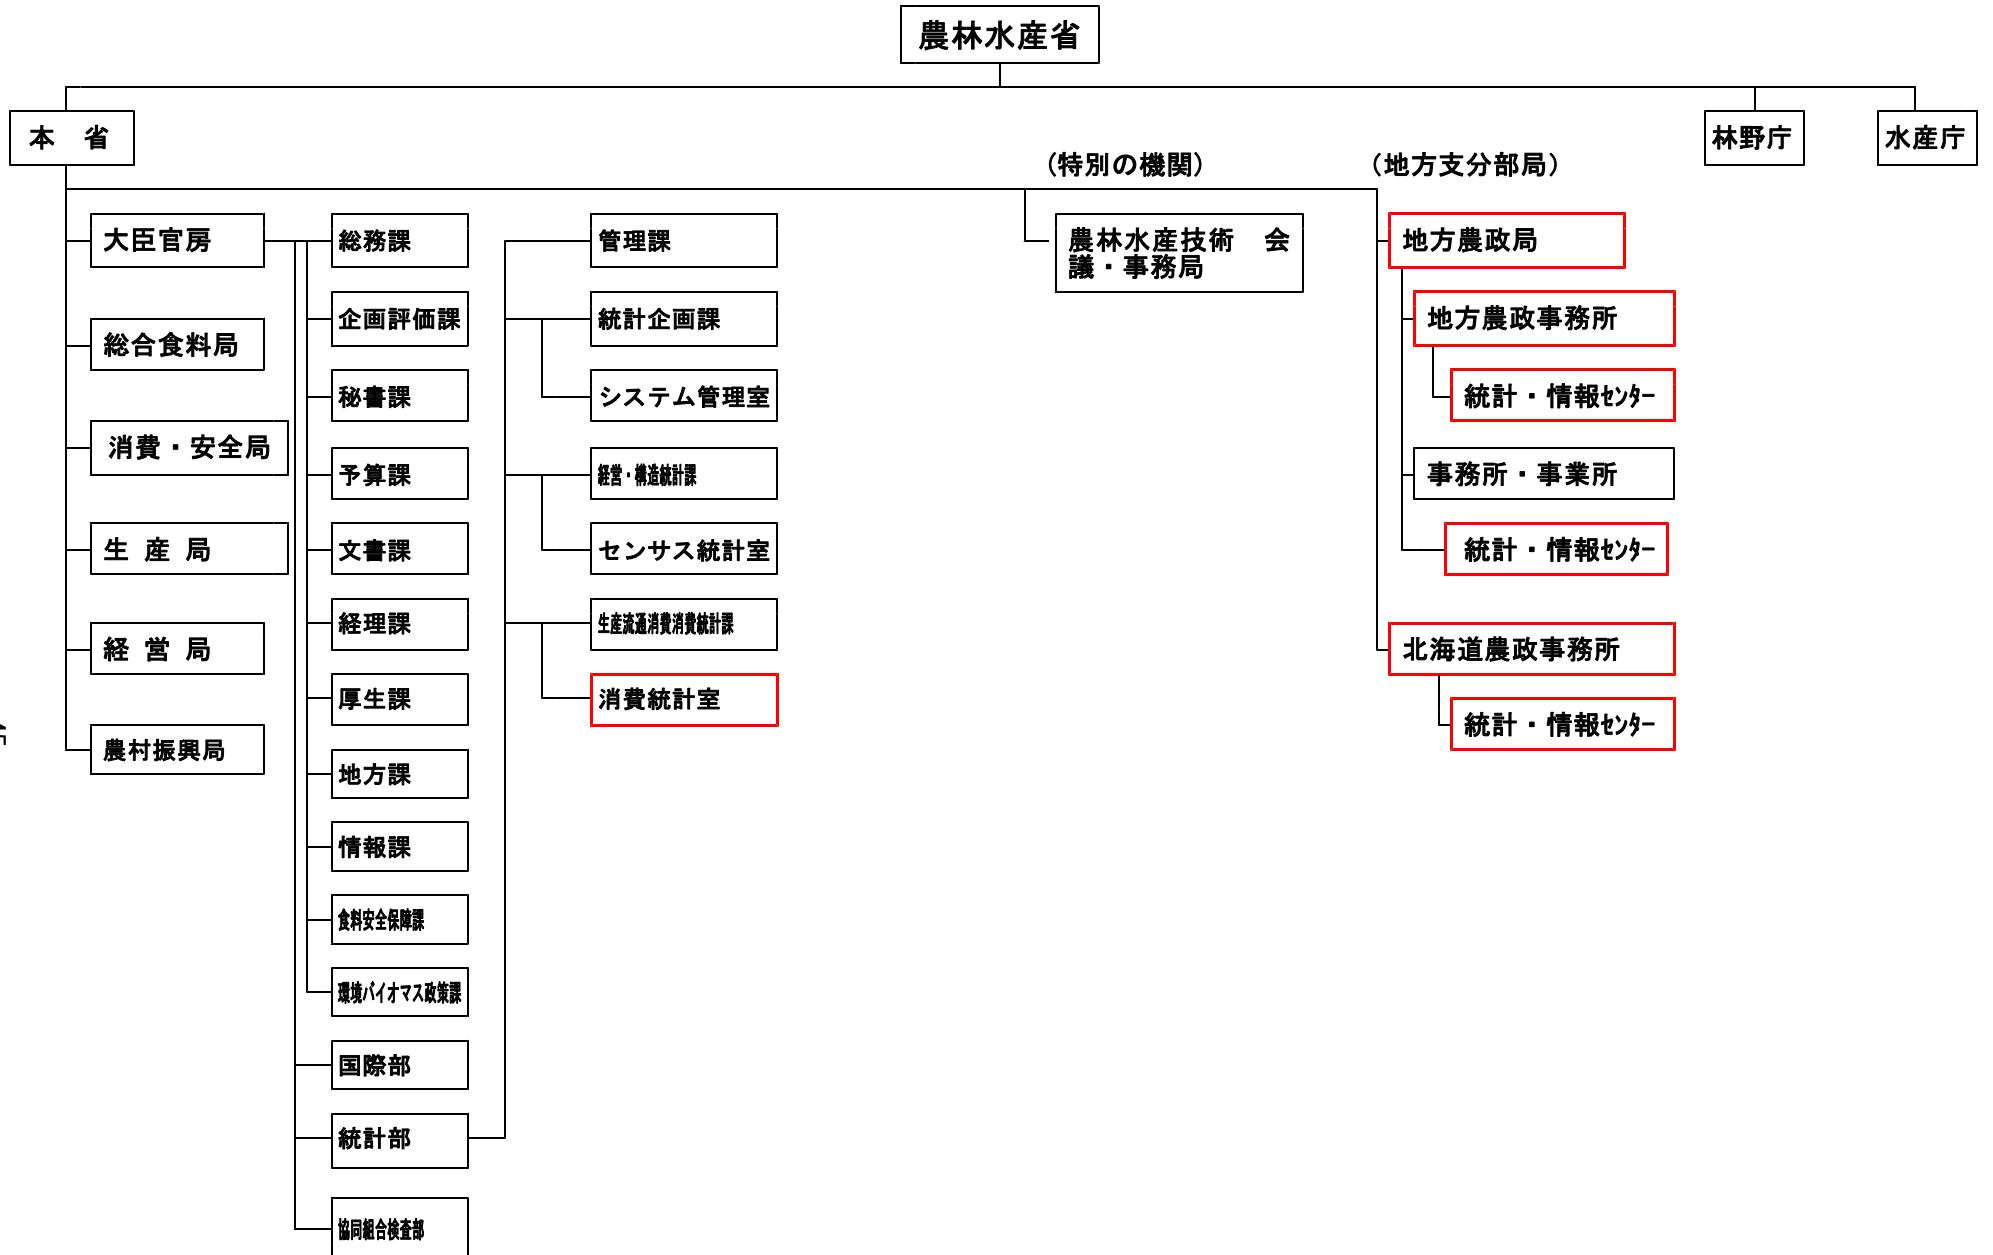 農林水産省
本　省
林野庁
水産庁
（特別の機関）
（地方支分部局）
大臣官房
総合食料局
消費・安全局
生 産 局
経 営 局
農村振興局
総務課
企画評価課
秘書課
予算課
文書課
経理課
厚生課
地方課
情報課
食料安全保障課
環境バイオマス政策課
国際部
統計部
協同組合検査部
管理課
統計企画課
システム管理室
経営・構造統計課
センサス統計室
生産流通消費消費統計課
消費統計室
農林水産技術　会
議・事務局
地方農政局
地方農政事務所
統計・情報ｾﾝﾀｰ
事務所・事業所
統計・情報ｾﾝﾀｰ
北海道農政事務所
統計・情報ｾﾝﾀｰ